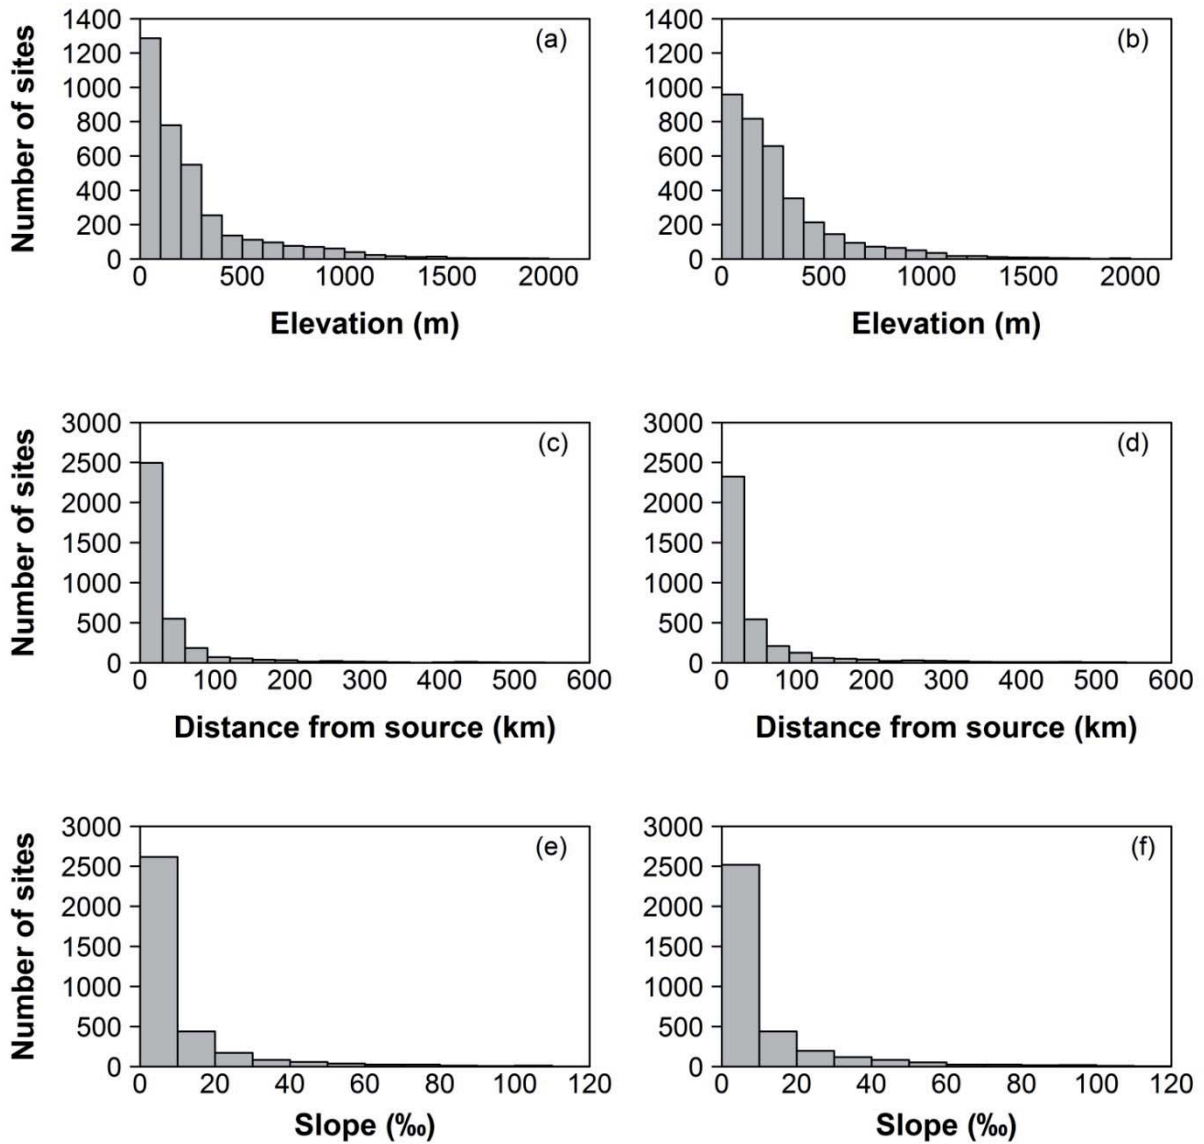 (a)
Number of sites
1400
1200
1000
800
600
400
200
0
0 500 1000 1500 2000
Elevation (m)
(b)
1400
1200
1000
800
600
400
200
0
0 500 1000 1500 2000
Elevation (m)
(c)
Number of sites
3000
2500
2000
1500
1000
500
0
0 100 200 300 400 500 600
Distance from source (km)
(d)
3000
2500
2000
1500
1000
500
0
0 100 200 300 400 500 600
Distance from source (km)
(e)
Number of sites
3000
2500
2000
1500
1000
500
0
0 20 40 60 80 100 120
Slope (‰)
(f)
3000
2500
2000
1500
1000
500
0
0 20 40 60 80 100 120
Slope (‰)